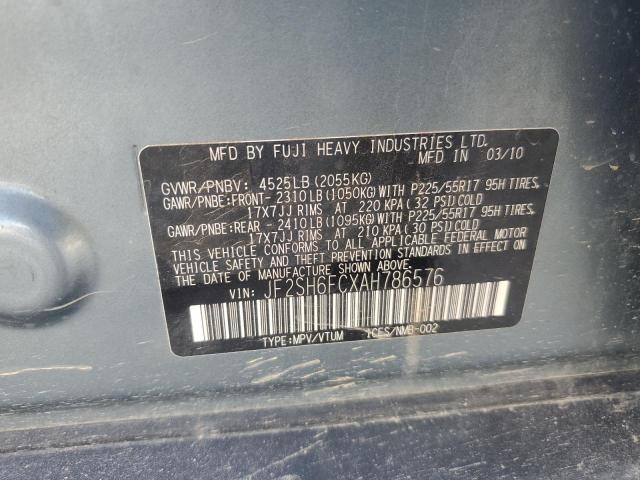 MFD BY FUJI HEAVY INDUSTRIES LTD.
MFD IN 03/10
GVWR/PNBV: 4525LB(2055KG)
GAWR/PNBE:FRONT- 2310LB(1050KG)WITH P225/55R17 95H TIRES,
17X7JJ RIMS AT 220 KPA(32 PSI)COLD
GAWR/PNBE:REAR - 2410LB(1095KG)WITH P225/55R17 95H TIRES,
17X7JJ RIMS AT 210 KPA(30 PSI)COLD
THIS VEHICLE CONFORMS TO ALL APPLICABLE FEDERAL MOTOR
VEHICLE SAFETY AND THEFT PREVENTION STANDARDS IN EFFECT ON
THE DATE OF MANUFACTURE SHOWN ABOVE.
VIN: JF2SH6FCXAH786576
TYPE:MPV/VTUM ICES/NMB-002